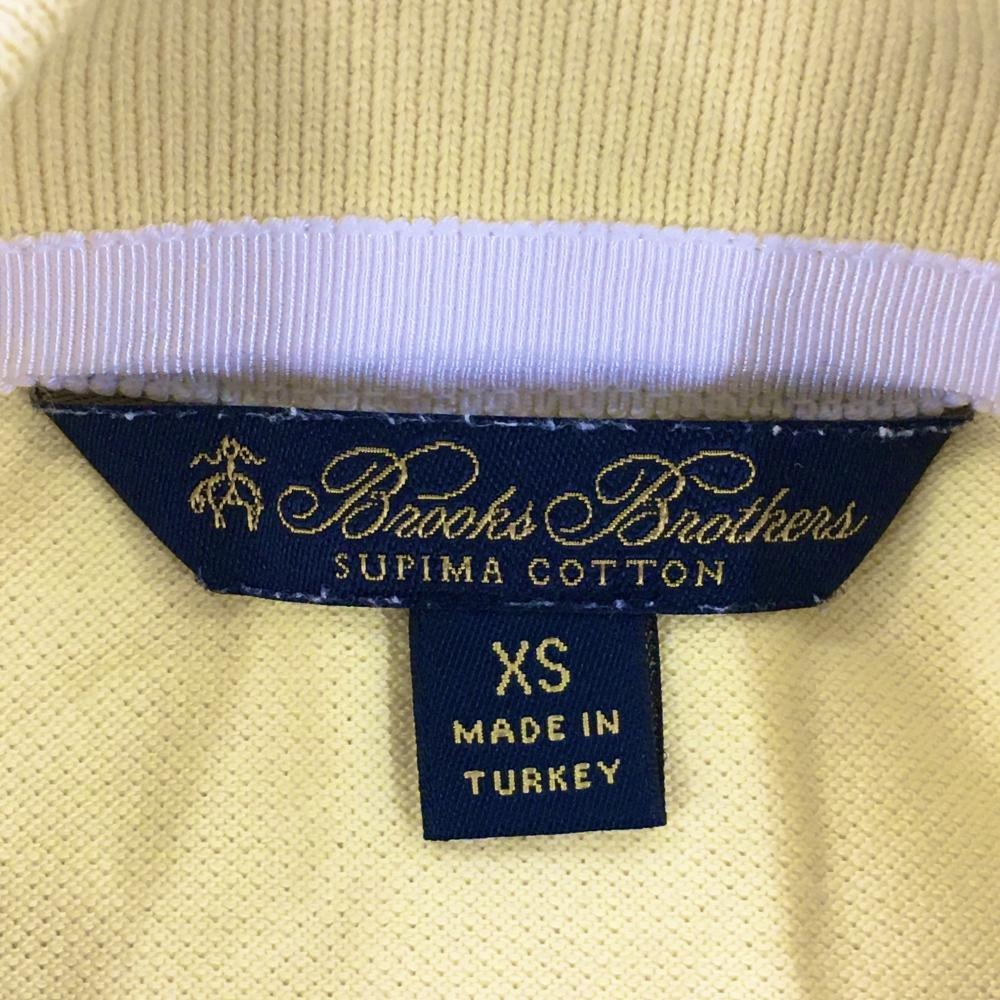 Brooks Brothers
SUPIMA COTTON
XS
MADE IN
TURKEY